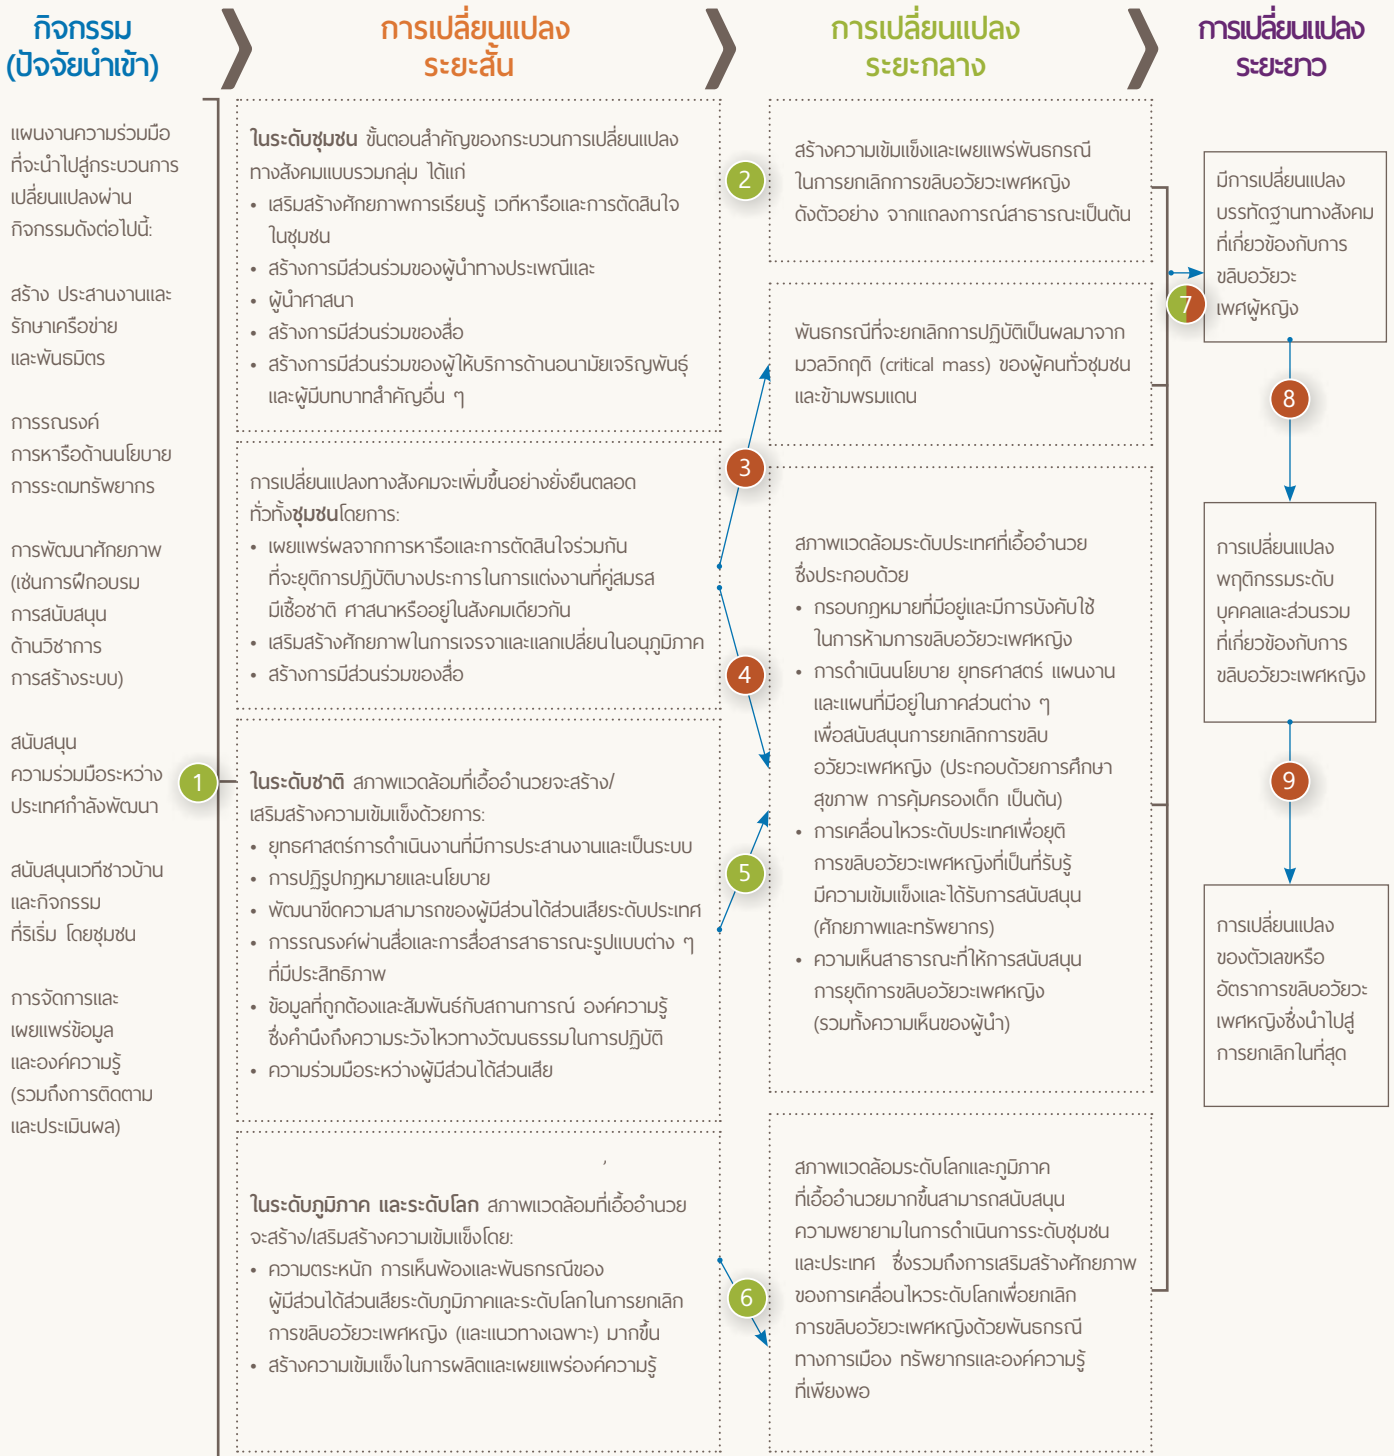 กิจกรรม
(ปัจจัยนำเข้า)
แผนงานความร่วมมือ
ที่จะนำไปสู่กระบวนการ
เปลี่ยนแปลงผ่าน
กิจกรรมดังต่อไปนี้:
สร้าง ประสานงานและ
รักษาเครือข่าย
และพันธมิตร
การรณรงค์
การหารือด้านนโยบาย
การระดมทรัพยากร
การพัฒนาศักยภาพ
(เช่นการฝึกอบรม
การสนับสนุน
ด้านวิชาการ
การสร้างระบบ)
สนับสนุน
ความร่วมมือระหว่าง
ประเทศกำลังพัฒนา
สนับสนุนเวทีชาวบ้าน
และกิจกรรม
ที่ริเริ่ม โดยชุมชน
การจัดการและ
เผยแพร่ข้อมูล
และองค์ความรู้
(รวมถึงการติดตาม
และประเมินผล)
1
การเปลี่ยนแปลง
ระยะสั้น
ในระดับชุมชน ขั้นตอนสำคัญของกระบวนการเปลี่ยนแปลง
ทางสังคมแบบรวมกลุ่ม ได้แก่
• เสริมสร้างศักยภาพการเรียนรู้ เวทีหารือและการตัดสินใจ
ในชุมชน
• สร้างการมีส่วนร่วมของผู้นำทางประเพณีและ
• ผู้นำศาสนา
• สร้างการมีส่วนร่วมของสื่อ
• สร้างการมีส่วนร่วมของผู้ให้บริการด้านอนามัยเจริญพันธุ์
และผู้มีบทบาทสำคัญอื่น ๆ
การเปลี่ยนแปลงทางสังคมจะเพิ่มขึ้นอย่างยั่งยืนตลอด
ทั่วทั้งชุมชนโดยการ:
• เผยแพร่ผลจากการหารือและการตัดสินใจร่วมกัน
ที่จะยุติการปฏิบัติบางประการในการแต่งงานที่คู่สมรส
มีเชื้อชาติ ศาสนาหรืออยู่ในสังคมเดียวกัน
• เสริมสร้างศักยภาพในการเจรจาและแลกเปลี่ยนในอนุภูมิภาค
• สร้างการมีส่วนร่วมของสื่อ
ในระดับชาติ สภาพแวดล้อมที่เอื้ออำนวยจะสร้าง/
เสริมสร้างความเข้มแข็งด้วยการ:
• ยุทธศาสตร์การดำเนินงานที่มีการประสานงานและเป็นระบบ
• การปฏิรูปกฎหมายและนโยบาย
• พัฒนาขีดความสามารถของผู้มีส่วนได้ส่วนเสียระดับประเทศ
• การรณรงค์ผ่านสื่อและการสื่อสารสาธารณะรูปแบบต่าง ๆ
ที่มีประสิทธิภาพ
• ข้อมูลที่ถูกต้องและสัมพันธ์กับสถานการณ์ องค์ความรู้
ซึ่งคำนึงถึงความระวังไหวทางวัฒนธรรมในการปฏิบัติ
• ความร่วมมือระหว่างผู้มีส่วนได้ส่วนเสีย
,
ในระดับภูมิภาค และระดับโลก สภาพแวดล้อมที่เอื้ออำนวย
จะสร้าง/เสริมสร้างความเข้มแข็งโดย:
• ความตระหนัก การเห็นพ้องและพันธกรณีของ
ผู้มีส่วนได้ส่วนเสียระดับภูมิภาคและระดับโลกในการยกเลิก
การขลิบอวัยวะเพศหญิง (และแนวทางเฉพาะ) มากขึ้น
• สร้างความเข้มแข็งในการผลิตและเผยแพร่องค์ความรู้
2
3
4
5
6
การเปลี่ยนแปลง
ระยะกลาง
สร้างความเข้มแข็งและเผยแพร่พันธกรณี
ในการยกเลิกการขลิบอวัยวะเพศหญิง
ดังตัวอย่าง จากแถลงการณ์สาธารณะเป็นต้น
พันธกรณีที่จะยกเลิกการปฏิบัติเป็นผลมาจาก
มวลวิกฤติ (critical mass) ของผู้คนทั่วชุมชน
และข้ามพรมแดน
สภาพแวดล้อมระดับประเทศที่เอื้ออำนวย
ซึ่งประกอบด้วย
• กรอบกฎหมายที่มีอยู่และมีการบังคับใช้
ในการห้ามการขลิบอวัยวะเพศหญิง
• การดำเนินนโยบาย ยุทธศาสตร์ แผนงาน
และแผนที่มีอยู่ในภาคส่วนต่าง ๆ
เพื่อสนับสนุนการยกเลิกการขลิบ
อวัยวะเพศหญิง (ประกอบด้วยการศึกษา
สุขภาพ การคุ้มครองเด็ก เป็นต้น)
• การเคลื่อนไหวระดับประเทศเพื่อยุติ
การขลิบอวัยวะเพศหญิงที่เป็นที่รับรู้
มีความเข้มแข็งและได้รับการสนับสนุน
(ศักยภาพและทรัพยากร)
• ความเห็นสาธารณะที่ให้การสนับสนุน
การยุติการขลิบอวัยวะเพศหญิง
(รวมทั้งความเห็นของผู้นำ)
สภาพแวดล้อมระดับโลกและภูมิภาค
ที่เอื้ออำนวยมากขึ้นสามารถสนับสนุน
ความพยายามในการดำเนินการระดับชุมชน
และประเทศ ซึ่งรวมถึงการเสริมสร้างศักยภาพ
ของการเคลื่อนไหวระดับโลกเพื่อยกเลิก
การขลิบอวัยวะเพศหญิงด้วยพันธกรณี
ทางการเมือง ทรัพยากรและองค์ความรู้
ที่เพียงพอ
7
การเปลี่ยนแปลง
ระยะยาว
มีการเปลี่ยนแปลง
บรรทัดฐานทางสังคม
ที่เกี่ยวข้องกับการ
ขลิบอวัยวะ
เพศผู้หญิง
8
การเปลี่ยนแปลง
พฤติกรรมระดับ
บุคคลและส่วนรวม
ที่เกี่ยวข้องกับการ
ขลิบอวัยวะเพศหญิง
9
การเปลี่ยนแปลง
ของตัวเลขหรือ
อัตราการขลิบอวัยวะ
เพศหญิงซึ่งนำไปสู่
การยกเลิกในที่สุด